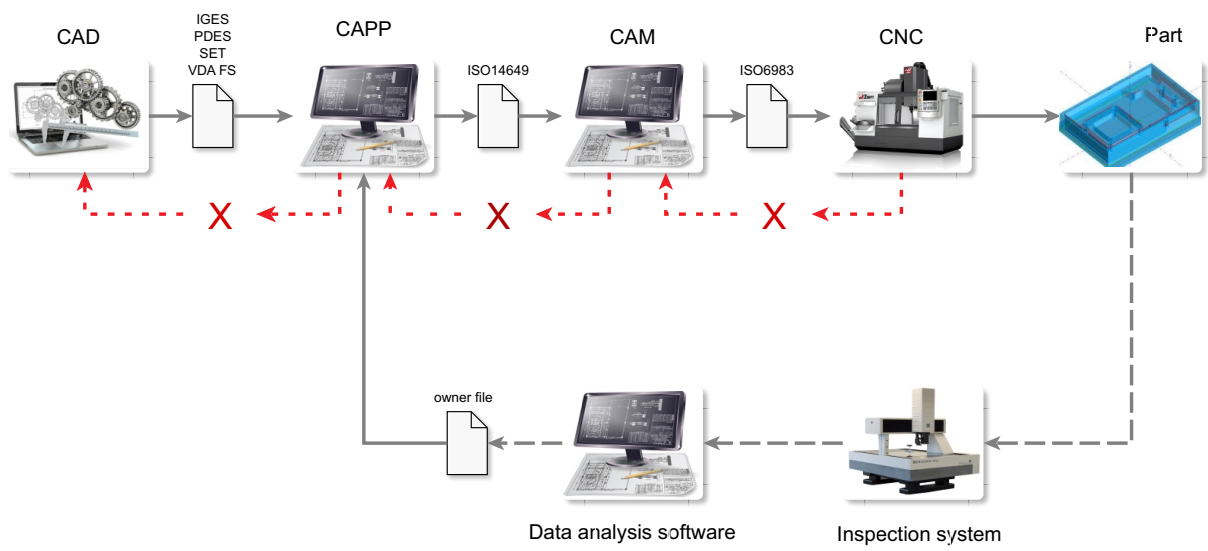 IGES
PDES
SET
VDA FS
CAD
CAPP
CAM
CNC
Part
ISO14649
ISO6983
X
X
X
owner file
Data analysis software
Inspection system